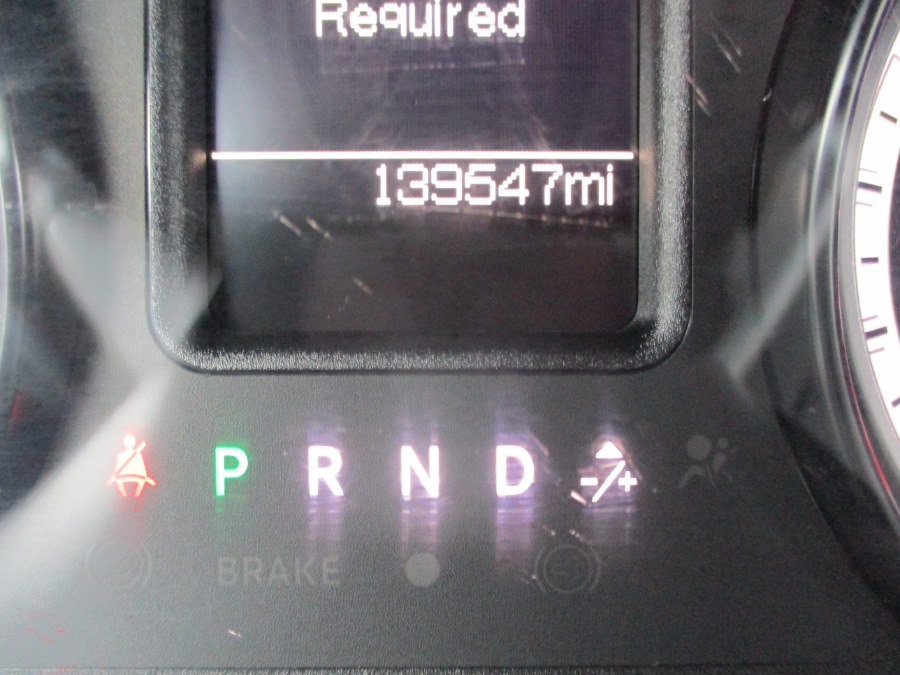 Required
139547mi
P R N D -/+
BRAKE